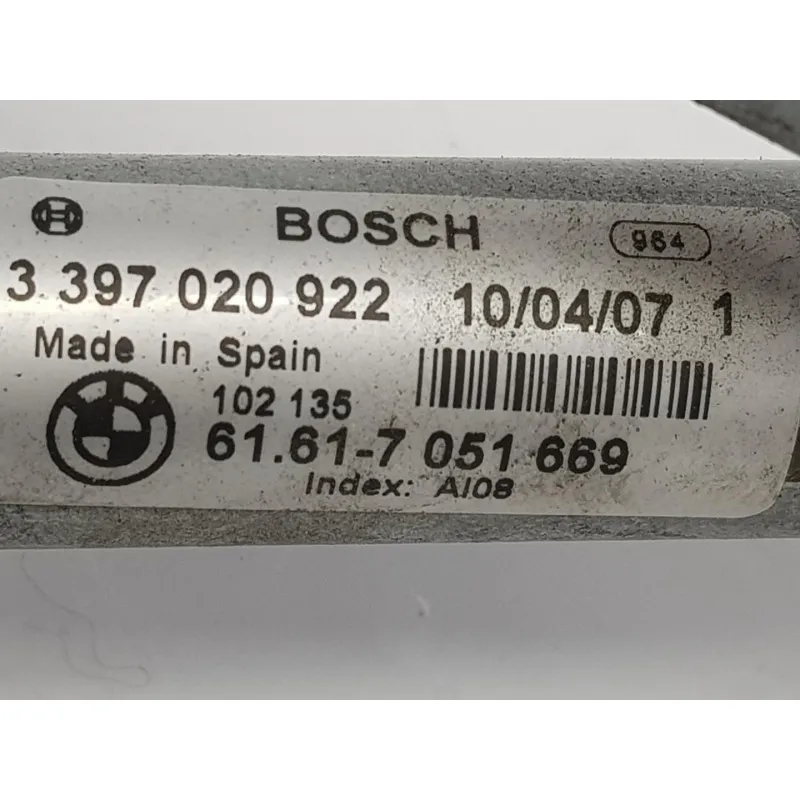 BOSCH 964
3 397 020 922 10/04/07 1
Made in Spain
102 135
61.61-7 051 669
Index: A/08